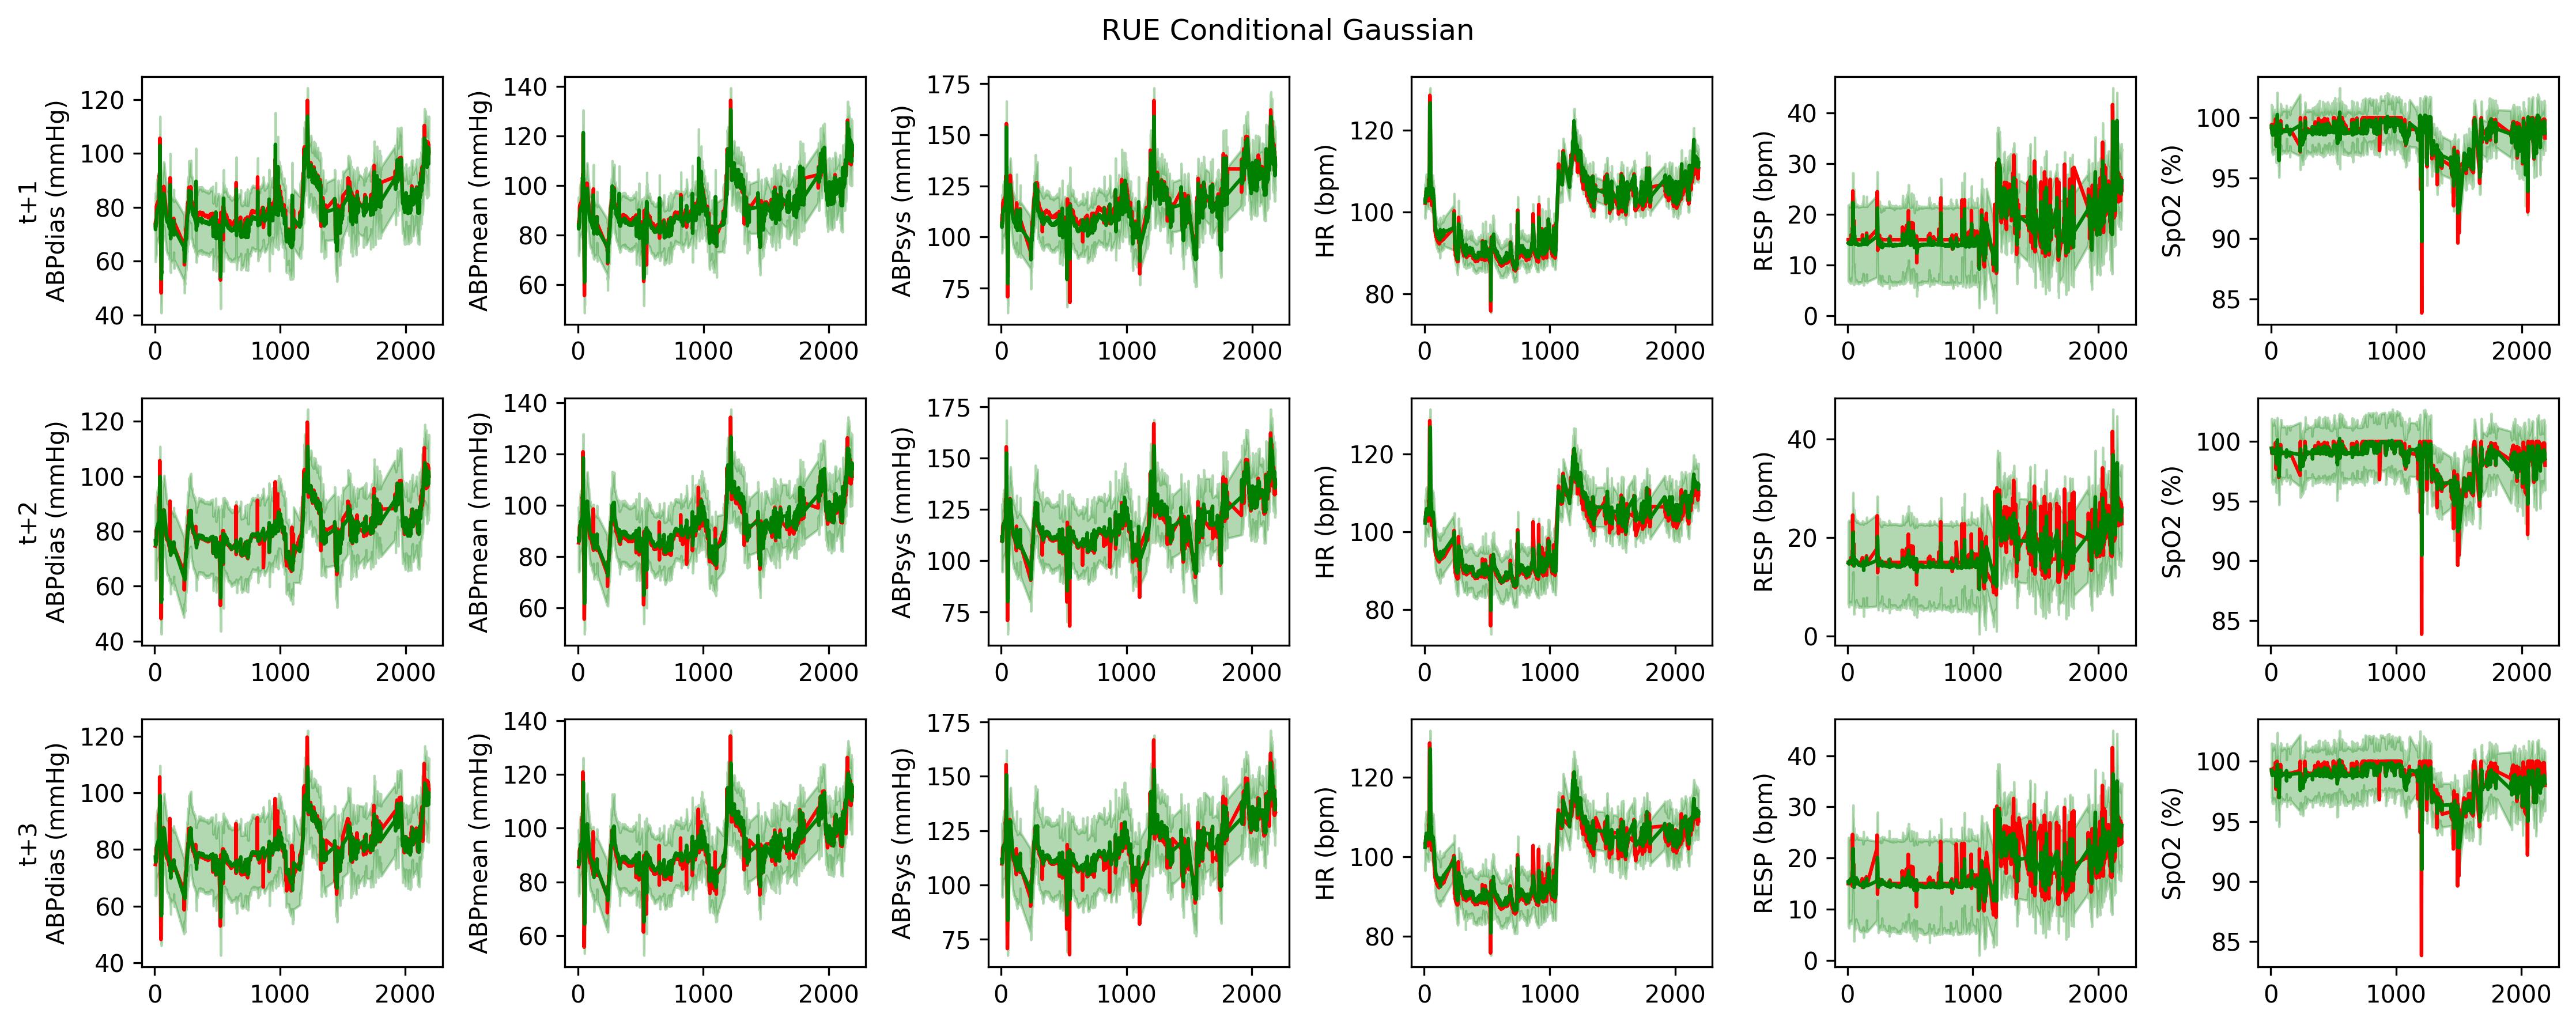 RUE Conditional Gaussian
t+1
ABPdias (mmHg)
120
100
80
60
40
0 1000 2000
ABPmean (mmHg)
140
120
100
80
60
0 1000 2000
ABPsys (mmHg)
175
150
125
100
75
0 1000 2000
HR (bpm)
120
100
80
0 1000 2000
RESP (bpm)
40
30
20
10
0
0 1000 2000
SpO2 (%)
100
95
90
85
0 1000 2000
t+2
ABPdias (mmHg)
120
100
80
60
40
0 1000 2000
ABPmean (mmHg)
140
120
100
80
60
0 1000 2000
ABPsys (mmHg)
175
150
125
100
75
0 1000 2000
HR (bpm)
120
100
80
0 1000 2000
RESP (bpm)
40
20
0
0 1000 2000
SpO2 (%)
100
95
90
85
0 1000 2000
t+3
ABPdias (mmHg)
120
100
80
60
40
0 1000 2000
ABPmean (mmHg)
140
120
100
80
60
0 1000 2000
ABPsys (mmHg)
175
150
125
100
75
0 1000 2000
HR (bpm)
120
100
80
0 1000 2000
RESP (bpm)
40
30
20
10
0
0 1000 2000
SpO2 (%)
100
95
90
85
0 1000 2000